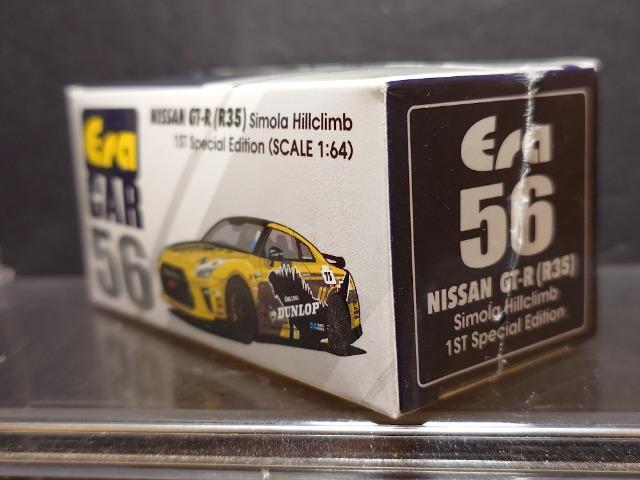 Era
CAR
56
NISSAN GT-R (R35) Simola Hillclimb
1ST Special Edition (SCALE 1:64)
TS
DUNLOP
Era
56
NISSAN GT-R (R35)
Simola Hillclimb
1ST Special Edition